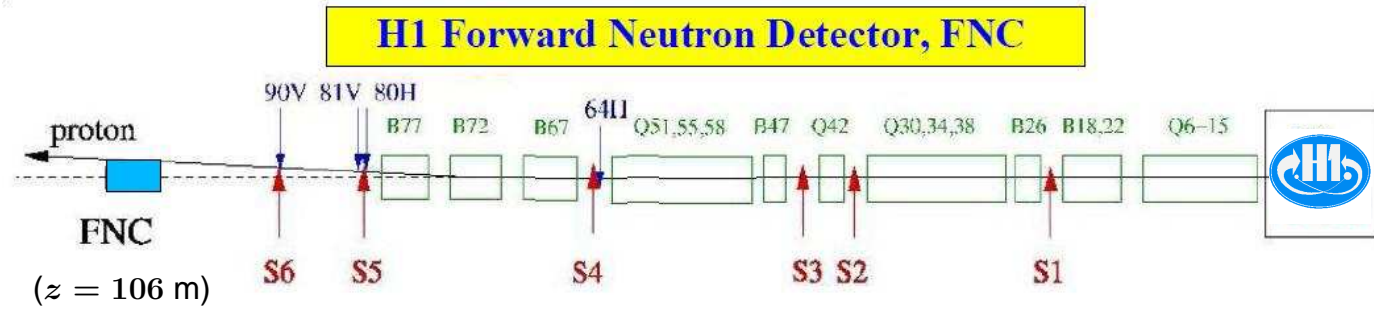 H1 Forward Neutron Detector, FNC
90V 81V 80H
64H
proton
B77 B72 B67 Q51,55,58 B47 Q42 Q30,34,38 B26 B18,22 Q6-15
H1
FNC
S6 S5 S4 S3 S2 S1
(z = 106 m)